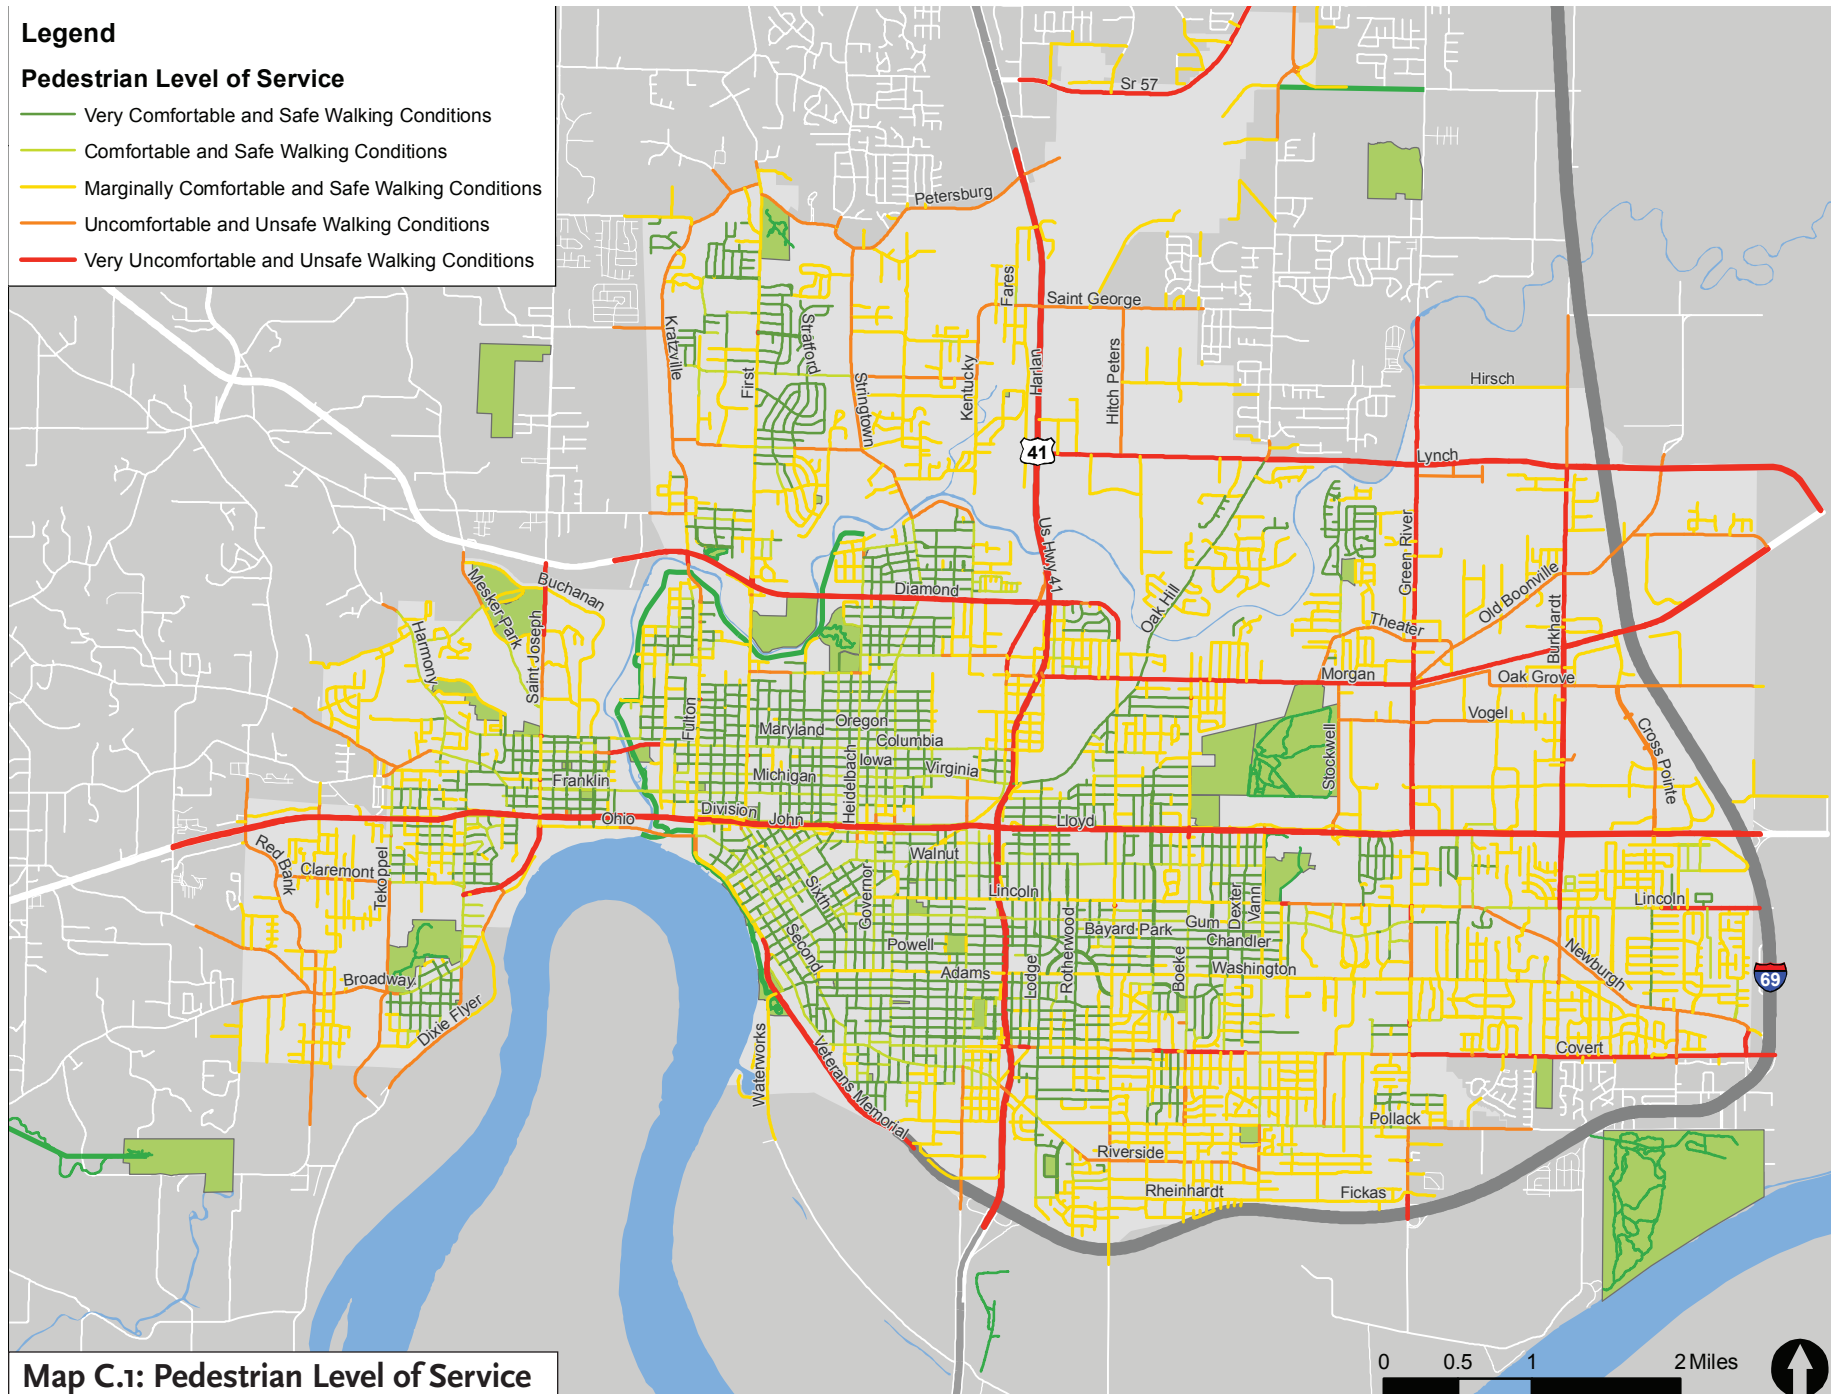 Legend
Pedestrian Level of Service
Very Comfortable and Safe Walking Conditions
Comfortable and Safe Walking Conditions
Marginally Comfortable and Safe Walking Conditions
Uncomfortable and Unsafe Walking Conditions
Very Uncomfortable and Unsafe Walking Conditions
Sr 57
Petersburg
Fares
Saint George
Kratzville
Stratford
First
Stringtown
Kentucky
Harlan
Hitch Peters
Hirsch
41
Lynch
Us Hwy 41
Green River
Buchanan
Mesker Park
Diamond
Oak Hill
Old Boonville
Theater
Burkhardt
Harmony
Saint Joseph
Morgan
Oak Grove
Fulton
Maryland
Oregon
Columbia
Vogel
Cross Pointe
Stockwell
Heidelbach
Iowa
Virginia
Michigan
Franklin
Division
John
Ohio
Lloyd
Red Bank
Claremont
Tekoppel
Walnut
Sixth
Governor
Lincoln
Dexter
Vann
Lincoln
Rotherwood
Bayard Park
Gum
Chandler
Second
Powell
Adams
Lodge
Boeke
Washington
Newburgh
69
Broadway
Dixie Flyer
Waterworks
Veterans Memorial
Covert
Pollack
Riverside
Rheinhardt
Fickas
Map C.1: Pedestrian Level of Service
0 0.5 1 2 Miles